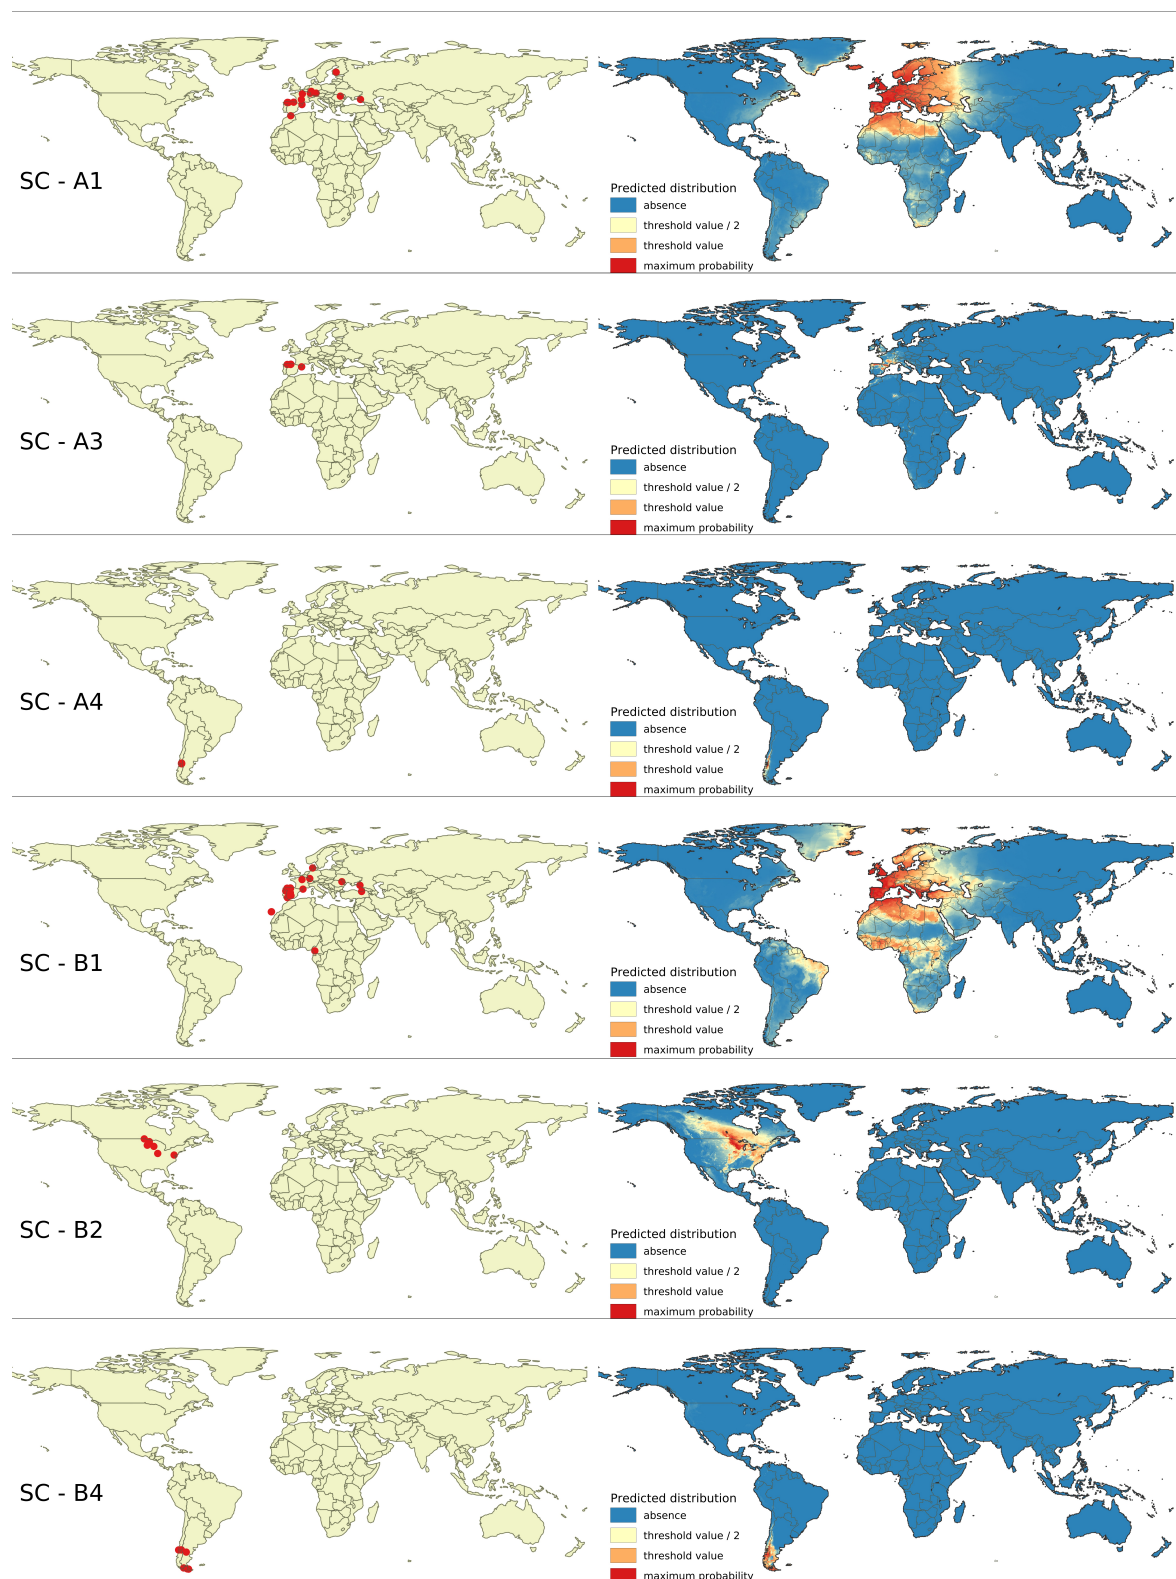 SC - A1
Predicted distribution
absence
threshold value / 2
threshold value
maximum probability
SC - A3
Predicted distribution
absence
threshold value / 2
threshold value
maximum probability
SC - A4
Predicted distribution
absence
threshold value / 2
threshold value
maximum probability
SC - B1
Predicted distribution
absence
threshold value / 2
threshold value
maximum probability
SC - B2
Predicted distribution
absence
threshold value / 2
threshold value
maximum probability
SC - B4
Predicted distribution
absence
threshold value / 2
threshold value
maximum probability